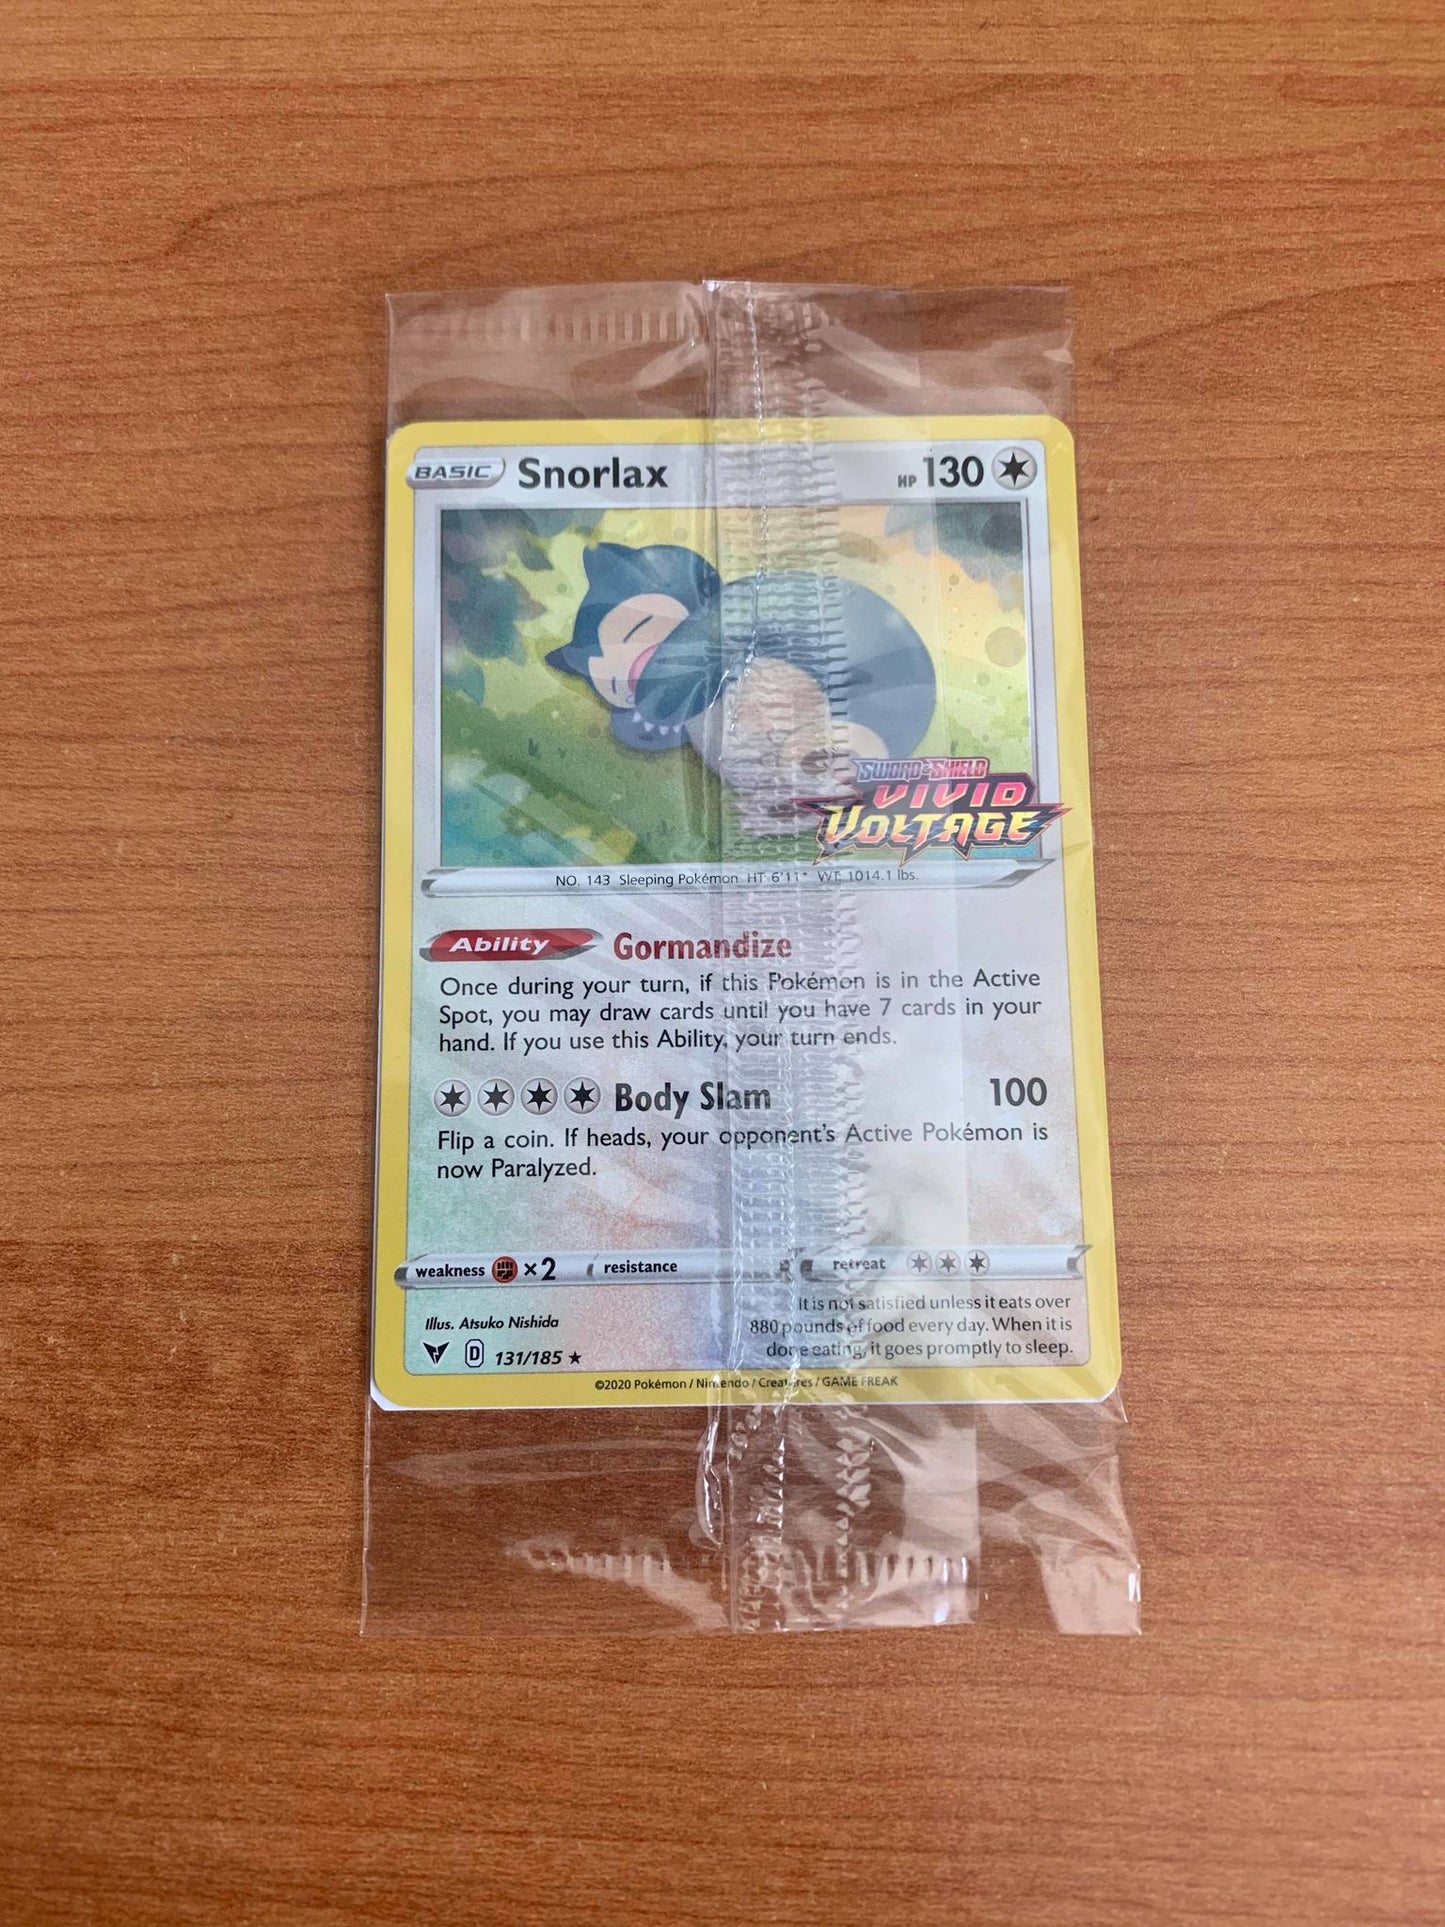 BASIC Snorlax HP 130
SWORD & SHIELD
VIVID
VOLTAGE
NO. 143 Sleeping Pokémon HT: 6'11" WT: 1014.1 lbs.
Ability Gormandize
Once during your turn, if this Pokémon is in the Active
Spot, you may draw cards until you have 7 cards in your
hand. If you use this Ability, your turn ends.
Body Slam 100
Flip a coin. If heads, your opponent's Active Pokémon is
now Paralyzed.
weakness ×2 resistance retreat
Illus. Atsuko Nishida
It is not satisfied unless it eats over
880 pounds of food every day. When it is
done eating, it goes promptly to sleep.
D 131/185 ★
©2020 Pokémon / Nintendo / Creatures / GAME FREAK